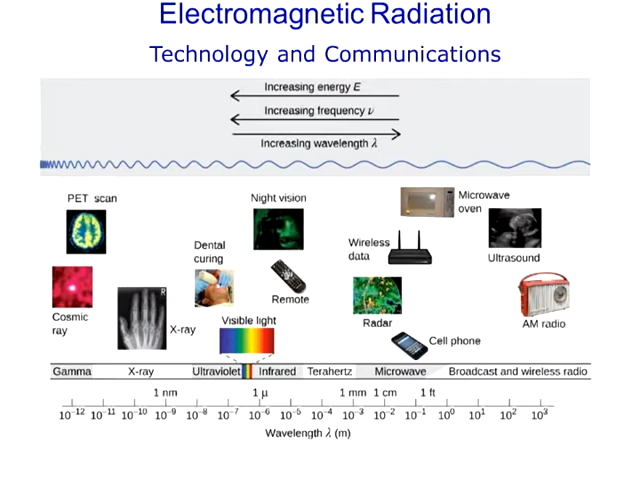 Electromagnetic Radiation
Technology and Communications
Increasing energy E
Increasing frequency ν
Increasing wavelength λ
PET scan
Night vision
Microwave
oven
Dental
curing
Wireless
data
Ultrasound
Remote
Cosmic
ray
R
X-ray
Visible light
Radar
AM radio
Cell phone
Gamma X-ray Ultraviolet Infrared Terahertz Microwave Broadcast and wireless radio
1 nm 1 μ 1 mm 1 cm 1 ft
10⁻¹² 10⁻¹¹ 10⁻¹⁰ 10⁻⁹ 10⁻⁸ 10⁻⁷ 10⁻⁶ 10⁻⁵ 10⁻⁴ 10⁻³ 10⁻² 10⁻¹ 10⁰ 10¹ 10² 10³
Wavelength λ (m)